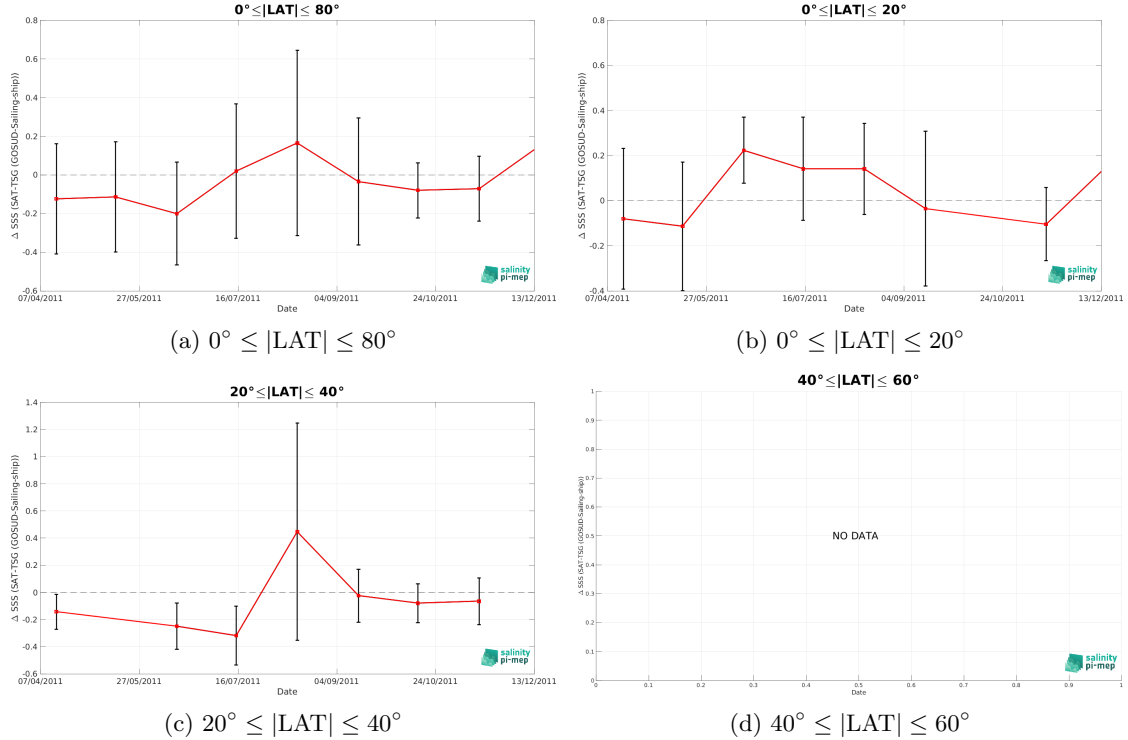 0°≤|LAT|≤ 80°
0.8
0.6
0.4
0.2
0
-0.2
-0.4
-0.6
Δ SSS (SAT-TSG (GOSUD-Sailing-ship))
07/04/2011 27/05/2011 16/07/2011 04/09/2011 24/10/2011 13/12/2011
Date
salinity
pi-mep
(a) 0° ≤ |LAT| ≤ 80°
0°≤|LAT|≤ 20°
0.8
0.6
0.4
0.2
0
-0.2
-0.4
Δ SSS (SAT-TSG (GOSUD-Sailing-ship))
07/04/2011 27/05/2011 16/07/2011 04/09/2011 24/10/2011 13/12/2011
Date
salinity
pi-mep
(b) 0° ≤ |LAT| ≤ 20°
20°≤|LAT|≤ 40°
1.4
1.2
1
0.8
0.6
0.4
0.2
0
-0.2
-0.4
-0.6
Δ SSS (SAT-TSG (GOSUD-Sailing-ship))
07/04/2011 27/05/2011 16/07/2011 04/09/2011 24/10/2011 13/12/2011
Date
salinity
pi-mep
(c) 20° ≤ |LAT| ≤ 40°
40°≤|LAT|≤ 60°
1
0.9
0.8
0.7
0.6
0.5
0.4
0.3
0.2
0.1
0
Δ SSS (SAT-TSG (GOSUD-Sailing-ship))
NO DATA
0 0.1 0.2 0.3 0.4 0.5 0.6 0.7 0.8 0.9 1
Date
salinity
pi-mep
(d) 40° ≤ |LAT| ≤ 60°